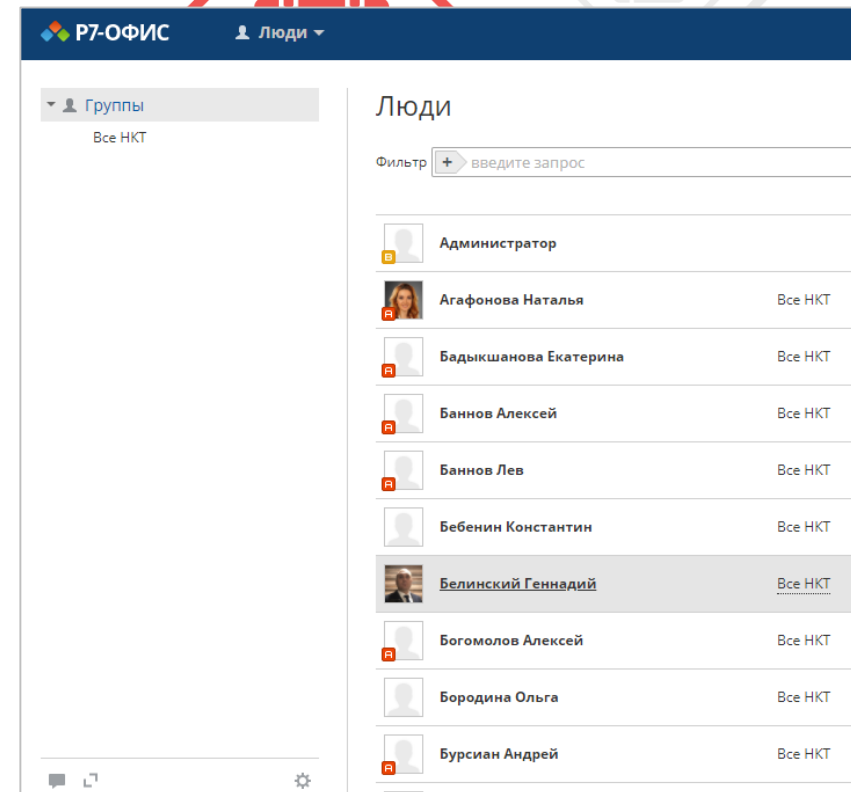 Р7-ОФИС
Люди
Группы
Все НКТ
Люди
Фильтр + введите запрос
В
Администратор
А Агафонова Наталья Все НКТ
А Бадыкшанова Екатерина Все НКТ
А Баннов Алексей Все НКТ
А Баннов Лев Все НКТ
Бебенин Константин Все НКТ
Белинский Геннадий Все НКТ
А Богомолов Алексей Все НКТ
Бородина Ольга Все НКТ
А Бурсиан Андрей Все НКТ